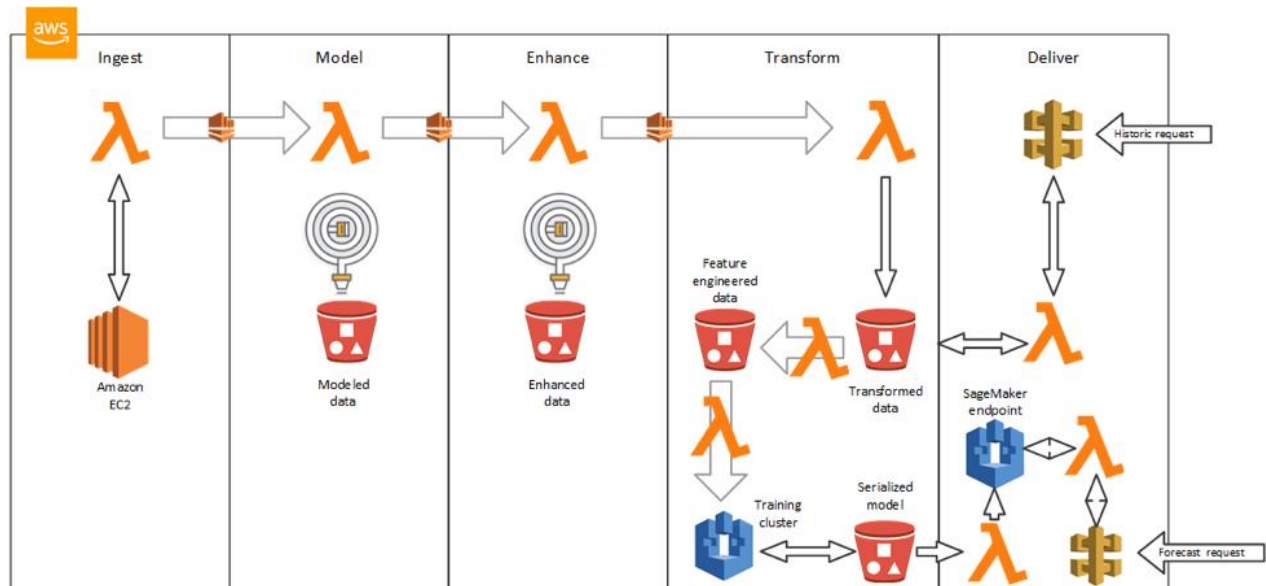 aws
Ingest
Model
Enhance
Transform
Deliver
Historic request
Feature
engineered
data
Amazon
EC2
Modeled
data
Enhanced
data
Transformed
data
SageMaker
endpoint
Training
cluster
Serialized
model
Forecast request